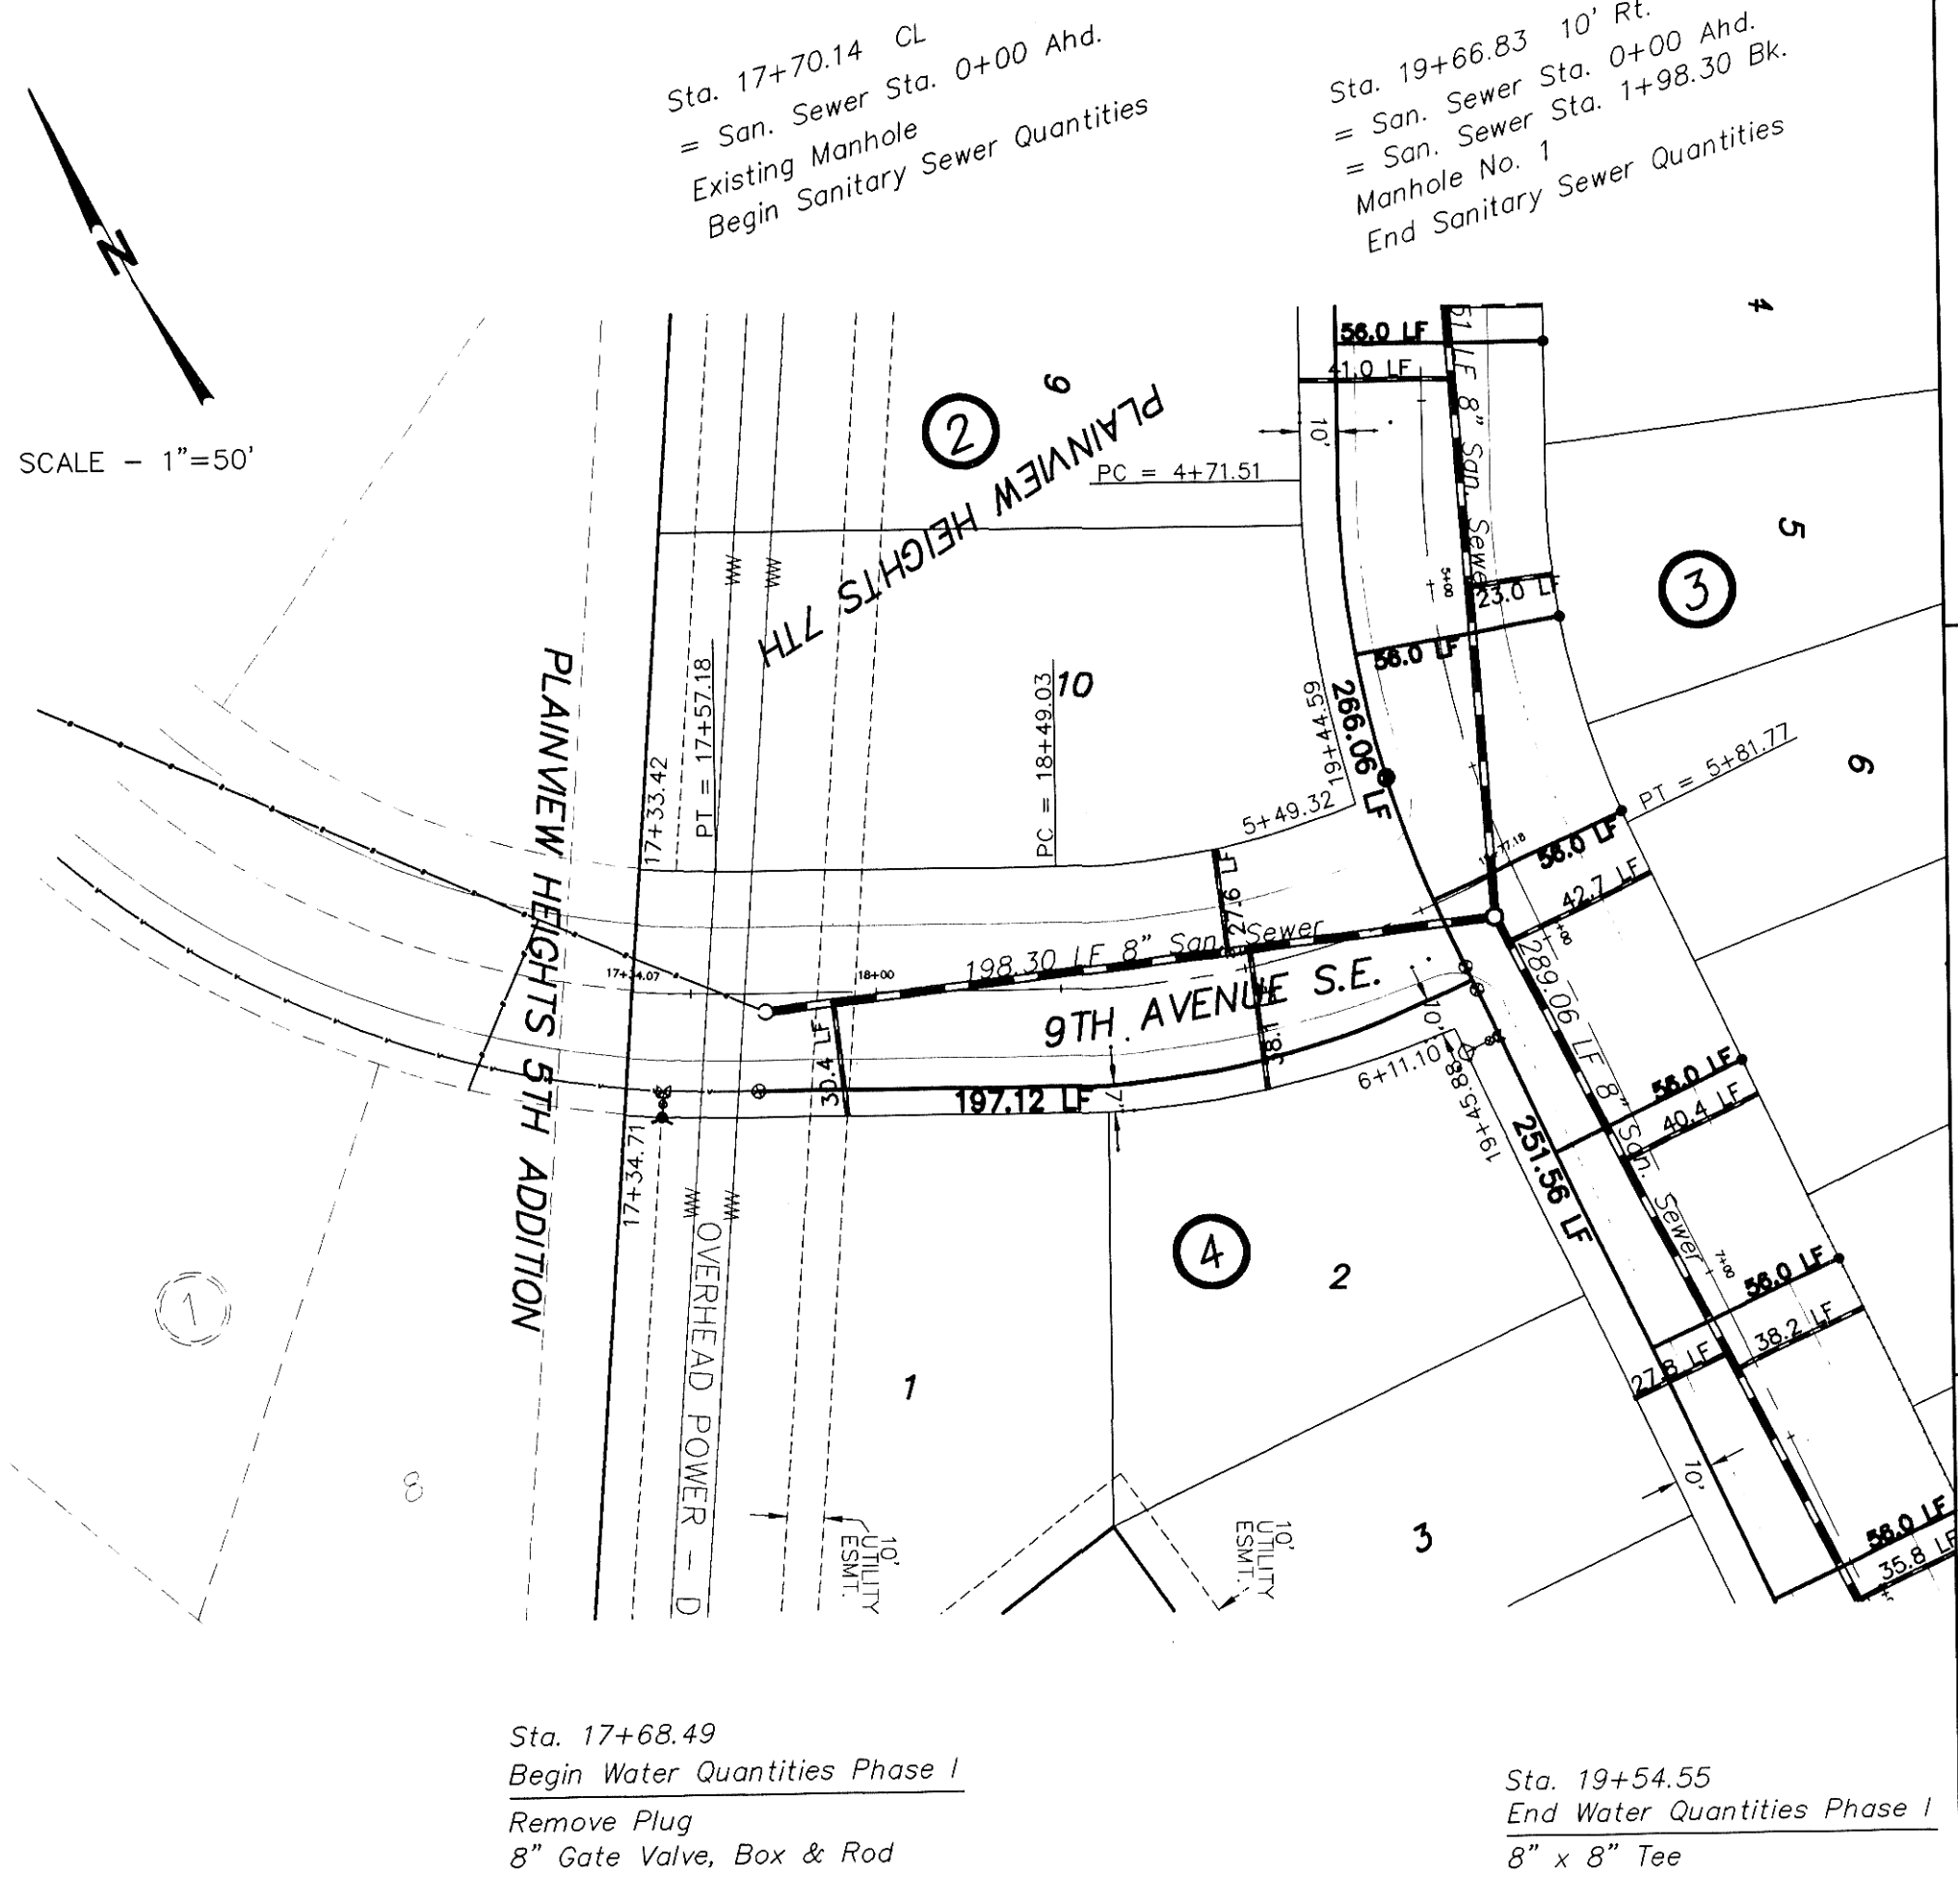 Sta. 17+70.14 CL
= San. Sewer Sta. 0+00 Ahd.
Existing Manhole
Begin Sanitary Sewer Quantities
Sta. 19+66.83 10' Rt.
= San. Sewer Sta. 0+00 Ahd.
= San. Sewer Sta. 1+98.30 Bk.
Manhole No. 1
End Sanitary Sewer Quantities
N
SCALE - 1"=50'
4
56.0 LF
41.0 LF
51 LF 8" San. Sewer
10'
9
2
PLAINVIEW HEIGHTS 7TH
PC = 4+71.51
5
3
5+00
23.0 LF
56.0 LF
10
PC = 18+49.03
PT = 17+57.18
17+33.42
PLAINVIEW HEIGHTS 5TH ADDITION
19+44.59
266.06 LF
5+49.32
PT = 5+81.77
6
56.0 LF
42.7 LF
27.6 LF
198.30 LF 8" San. Sewer
17+34.07
18+00
9TH. AVENUE S.E.
289.06 LF 8" San. Sewer
30.4 LF
197.12 LF
7'
10'
6+11.10
19+45.88
17+34.71
251.56 LF
56.0 LF
40.4 LF
7+00
56.0 LF
38.2 LF
27.8 LF
OVERHEAD POWER - D
4
2
1
1
8
3
10'
UTILITY
ESMT.
10'
UTILITY
ESMT.
10'
56.0 LF
35.8 LF
Sta. 17+68.49
Begin Water Quantities Phase I
Remove Plug
8" Gate Valve, Box & Rod
Sta. 19+54.55
End Water Quantities Phase I
8" x 8" Tee